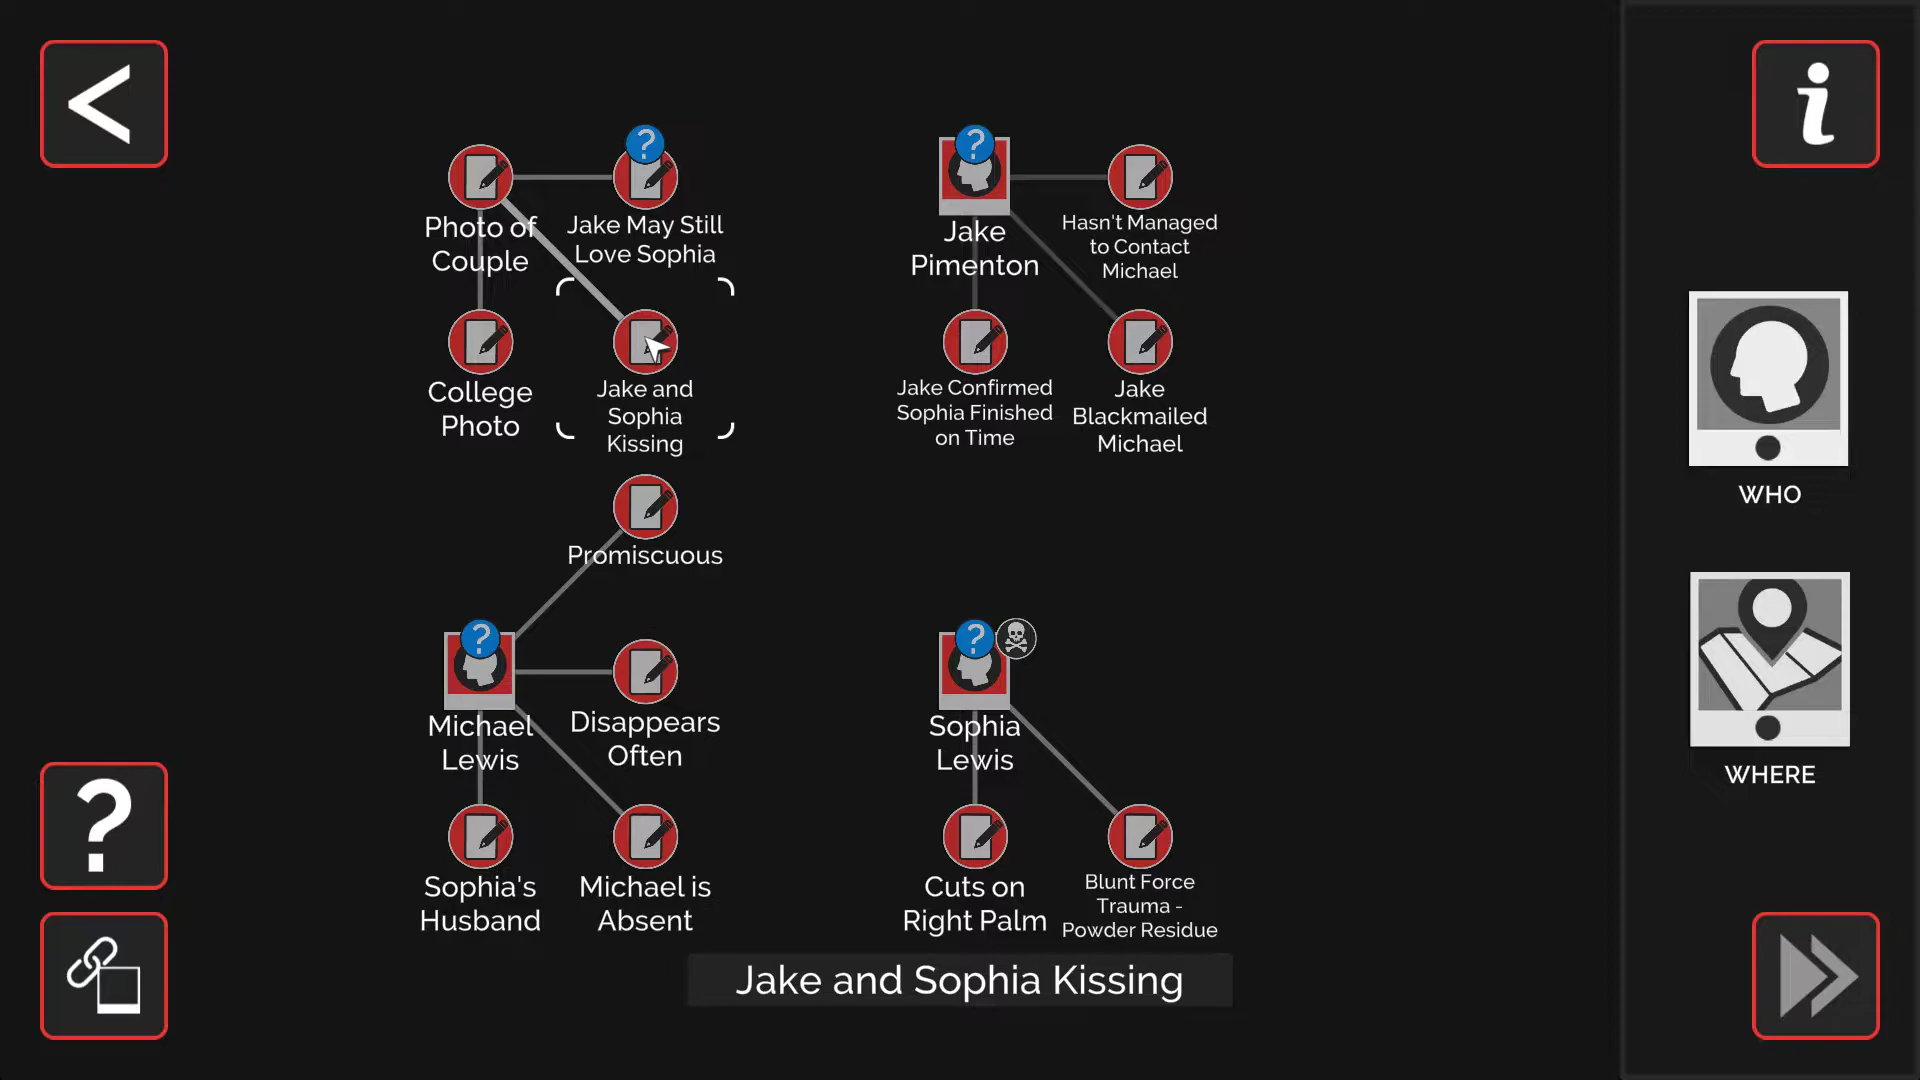 Photo of
Couple
Jake May Still
Love Sophia
Jake
Pimenton
Hasn't Managed
to Contact
Michael
College
Photo
Jake and
Sophia
Kissing
Jake Confirmed
Sophia Finished
on Time
Jake
Blackmailed
Michael
WHO
Promiscuous
Michael
Lewis
Disappears
Often
Sophia
Lewis
WHERE
Sophia's
Husband
Michael is
Absent
Cuts on
Right Palm
Blunt Force
Trauma -
Powder Residue
Jake and Sophia Kissing